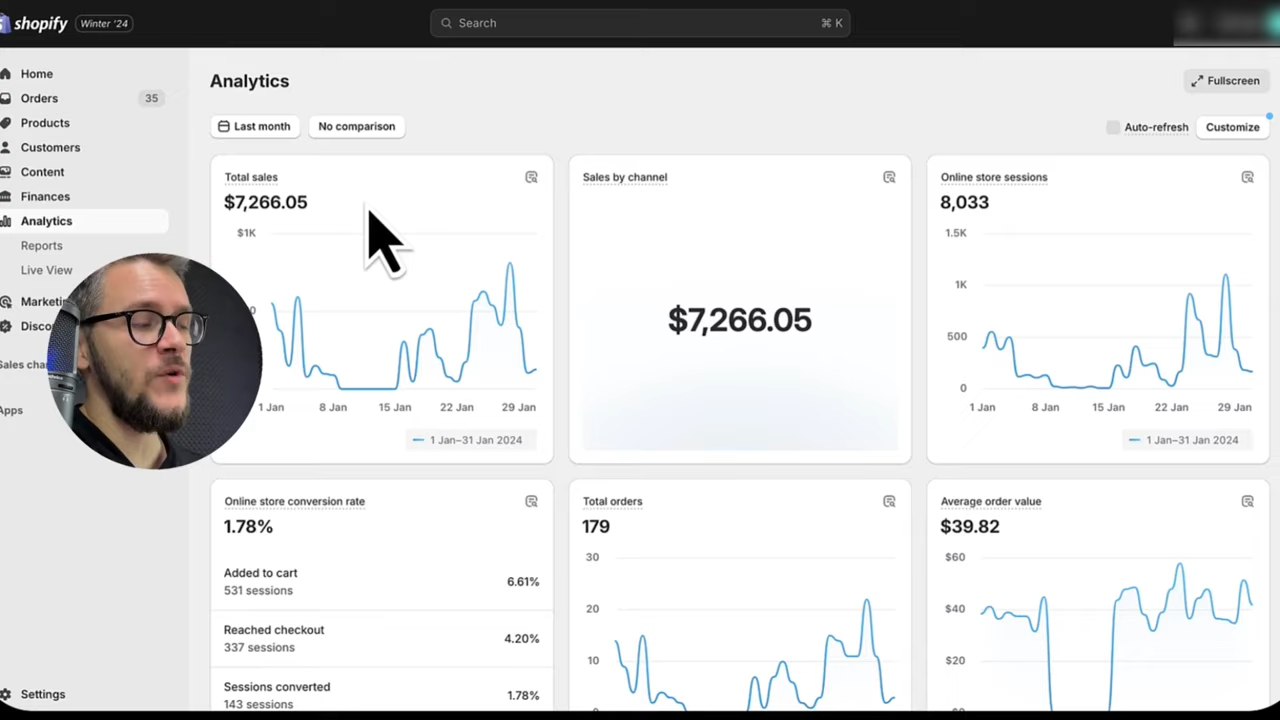 shopify Winter '24
Search
⌘ K
Home
Orders 35
Products
Customers
Content
Finances
Analytics
Reports
Live View
Settings
Analytics
Fullscreen
Last month
No comparison
Auto-refresh
Customize
Total sales
$7,266.05
$1K
1 Jan 8 Jan 15 Jan 22 Jan 29 Jan
1 Jan–31 Jan 2024
Sales by channel
$7,266.05
Online store sessions
8,033
1.5K
1K
500
0
1 Jan 8 Jan 15 Jan 22 Jan 29 Jan
1 Jan–31 Jan 2024
Online store conversion rate
1.78%
Added to cart
531 sessions
6.61%
Reached checkout
337 sessions
4.20%
Sessions converted
143 sessions
1.78%
Total orders
179
30
20
10
Average order value
$39.82
$60
$40
$20